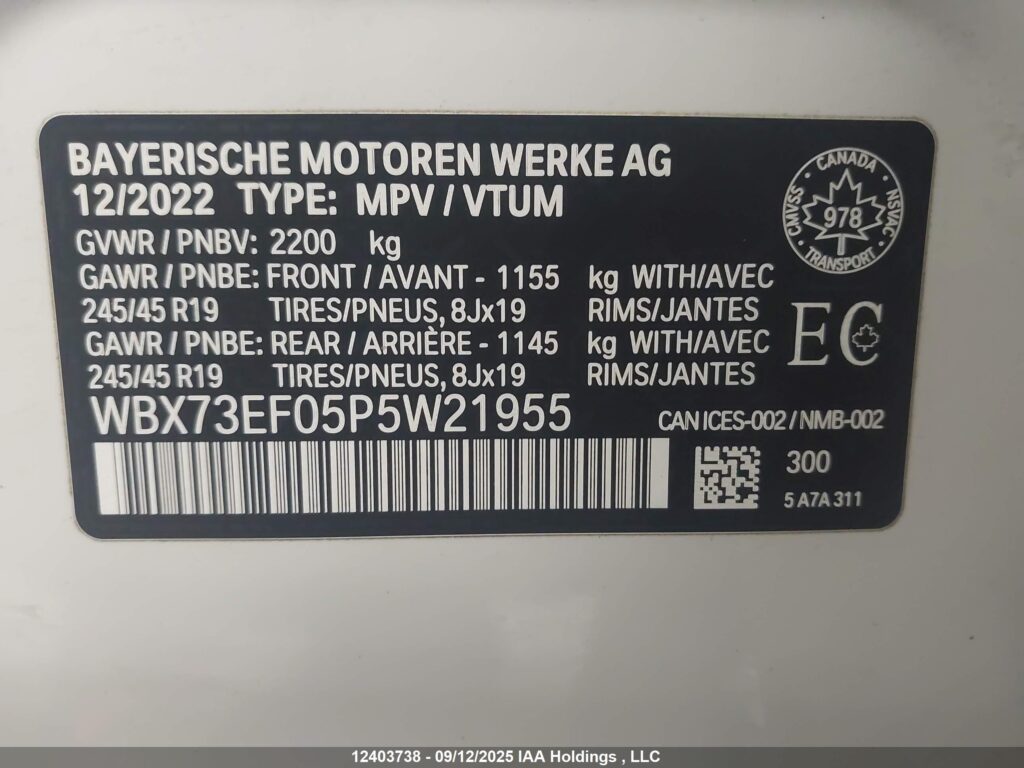 BAYERISCHE MOTOREN WERKE AG
12/2022 TYPE: MPV / VTUM
GVWR / PNBV: 2200 kg
GAWR / PNBE: FRONT / AVANT - 1155 kg WITH/AVEC
245/45 R19 TIRES/PNEUS, 8Jx19 RIMS/JANTES
GAWR / PNBE: REAR / ARRIÈRE - 1145 kg WITH/AVEC
245/45 R19 TIRES/PNEUS, 8Jx19 RIMS/JANTES
WBX73EF05P5W21955
CANADA
CMVSS 978 NSVAC
TRANSPORT
EC
CAN ICES-002 / NMB-002
300
5 A7A 311
12403738 - 09/12/2025 IAA Holdings , LLC